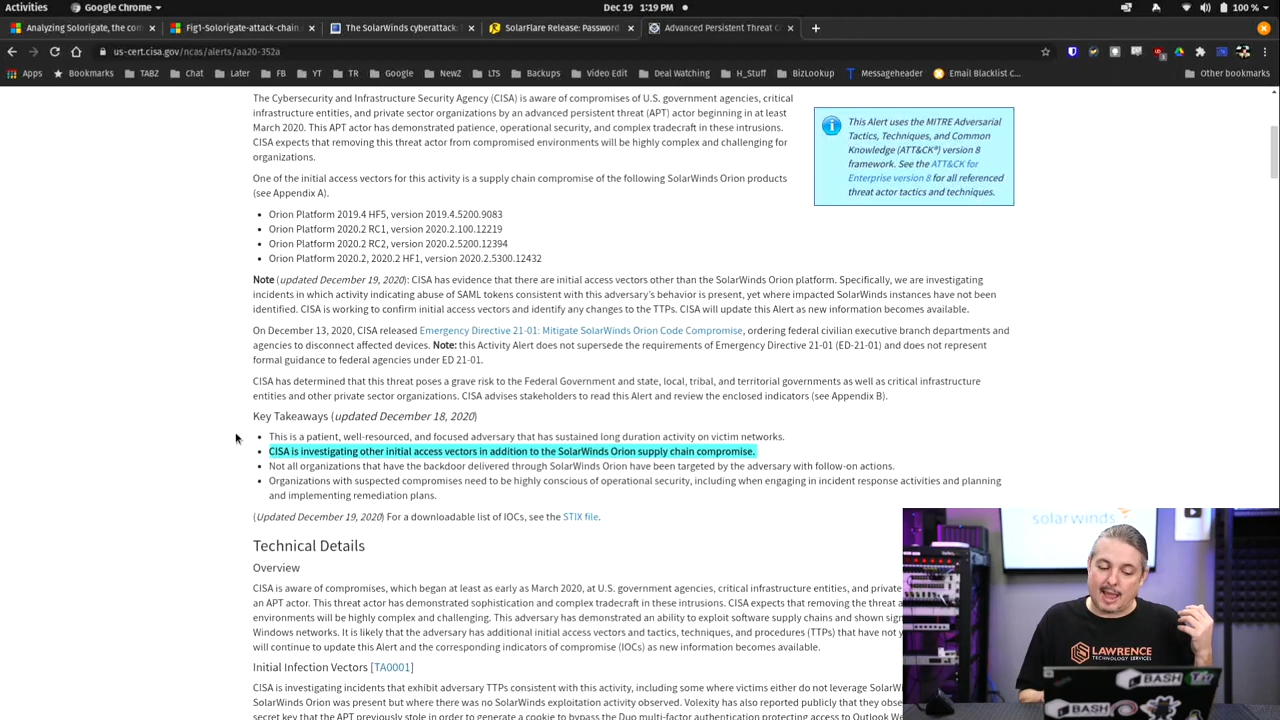 Activities
Dec 19 1:19 PM
100 %
Analyzing Solorigate, the com
Fig1-Solorigate-attack-chain.
The SolarWinds cyberattack:
SolarFlare Release: Password
Advanced Persistent Threat C
us-cert.cisa.gov/ncas/alerts/aa20-352a
Apps Bookmarks TABZ Chat Later FB YT TR Google NewZ LTS Backups Video Edit Deal Watching H_Stuff BizLookup Messageheader Email Blacklist C... Other bookmarks
The Cybersecurity and Infrastructure Security Agency (CISA) is aware of compromises of U.S. government agencies, critical
infrastructure entities, and private sector organizations by an advanced persistent threat (APT) actor beginning in at least
March 2020. This APT actor has demonstrated patience, operational security, and complex tradecraft in these intrusions.
CISA expects that removing this threat actor from compromised environments will be highly complex and challenging for
organizations.
This Alert uses the MITRE Adversarial
Tactics, Techniques, and Common
Knowledge (ATT&CK®) version 8
framework. See the ATT&CK for
Enterprise version 8 for all referenced
threat actor tactics and techniques.
One of the initial access vectors for this activity is a supply chain compromise of the following SolarWinds Orion products
(see Appendix A).
• Orion Platform 2019.4 HF5, version 2019.4.5200.9083
• Orion Platform 2020.2 RC1, version 2020.2.100.12219
• Orion Platform 2020.2 RC2, version 2020.2.5200.12394
• Orion Platform 2020.2, 2020.2 HF1, version 2020.2.5300.12432
Note (updated December 19, 2020): CISA has evidence that there are initial access vectors other than the SolarWinds Orion platform. Specifically, we are investigating
incidents in which activity indicating abuse of SAML tokens consistent with this adversary's behavior is present, yet where impacted SolarWinds instances have not been
identified. CISA is working to confirm initial access vectors and identify any changes to the TTPs. CISA will update this Alert as new information becomes available.
On December 13, 2020, CISA released Emergency Directive 21-01: Mitigate SolarWinds Orion Code Compromise, ordering federal civilian executive branch departments and
agencies to disconnect affected devices. Note: this Activity Alert does not supersede the requirements of Emergency Directive 21-01 (ED-21-01) and does not represent
formal guidance to federal agencies under ED 21-01.
CISA has determined that this threat poses a grave risk to the Federal Government and state, local, tribal, and territorial governments as well as critical infrastructure
entities and other private sector organizations. CISA advises stakeholders to read this Alert and review the enclosed indicators (see Appendix B).
Key Takeaways (updated December 18, 2020)
• This is a patient, well-resourced, and focused adversary that has sustained long duration activity on victim networks.
• CISA is investigating other initial access vectors in addition to the SolarWinds Orion supply chain compromise.
• Not all organizations that have the backdoor delivered through SolarWinds Orion have been targeted by the adversary with follow-on actions.
• Organizations with suspected compromises need to be highly conscious of operational security, including when engaging in incident response activities and planning
and implementing remediation plans.
(Updated December 19, 2020) For a downloadable list of IOCs, see the STIX file.
Technical Details
Overview
CISA is aware of compromises, which began at least as early as March 2020, at U.S. government agencies, critical infrastructure entities, and private
an APT actor. This threat actor has demonstrated sophistication and complex tradecraft in these intrusions. CISA expects that removing the threat a
environments will be highly complex and challenging. This adversary has demonstrated an ability to exploit software supply chains and shown sign
Windows networks. It is likely that the adversary has additional initial access vectors and tactics, techniques, and procedures (TTPs) that have not y
will continue to update this Alert and the corresponding indicators of compromise (IOCs) as new information becomes available.
Initial Infection Vectors [TA0001]
CISA is investigating incidents that exhibit adversary TTPs consistent with this activity, including some where victims either do not leverage SolarW
Orion was present but where there was no SolarWinds exploitation activity observed. Volexity has also reported publicly that they obse
secret key that the APT previously stole in order to generate a cookie to bypass the Duo multi-factor authentication protecting access to Outlook We
solarwinds
LAWRENCE
TECHNOLOGY SERVICES
BASH
BASH